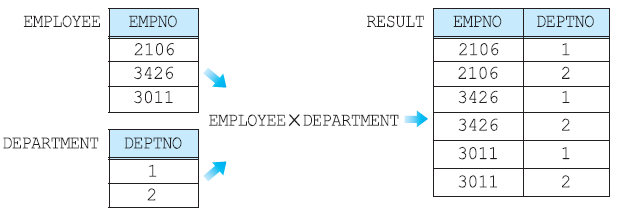 EMPLOYEE
EMPNO
2106
3426
3011
DEPARTMENT
DEPTNO
1
2
EMPLOYEE×DEPARTMENT
RESULT
EMPNO DEPTNO
2106 1
2106 2
3426 1
3426 2
3011 1
3011 2